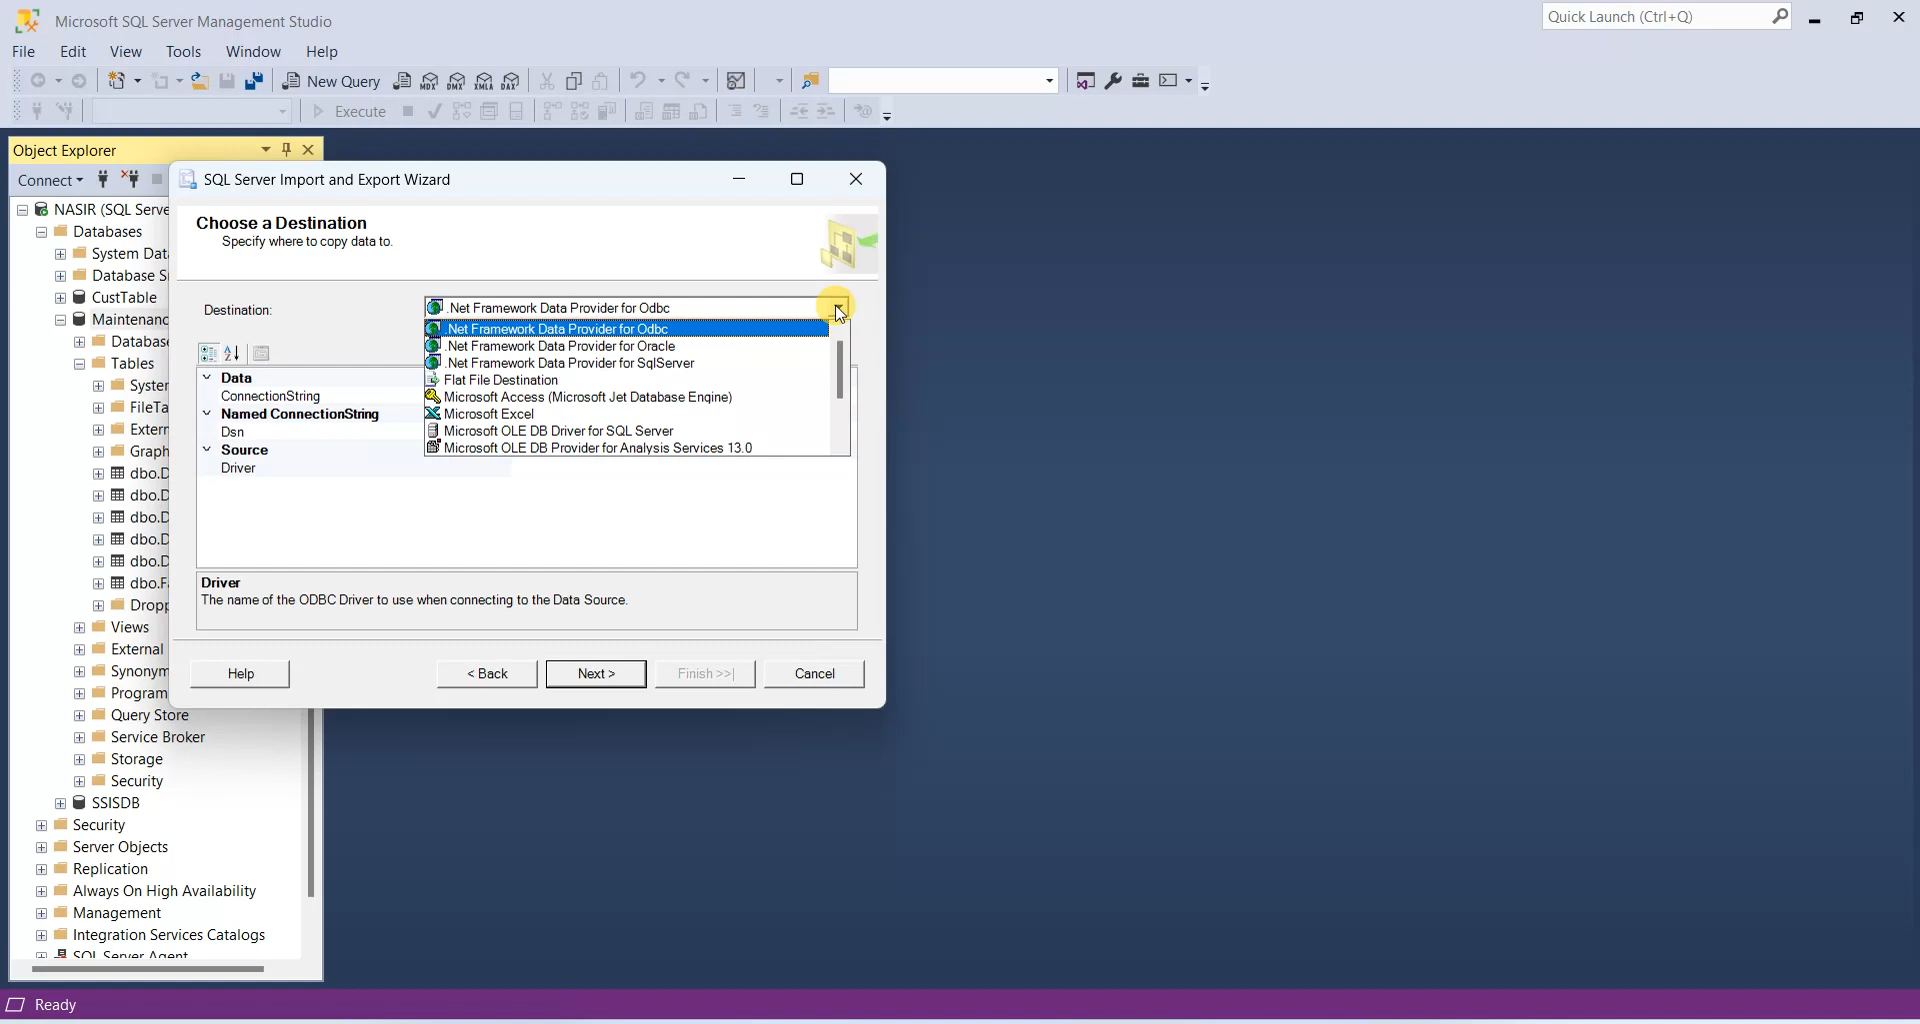 Microsoft SQL Server Management Studio
Quick Launch (Ctrl+Q)
File Edit View Tools Window Help
New Query MDX DMX XMLA DAX
Execute
Object Explorer
Connect
NASIR (SQL Serve
Databases
System Dat
Database S
CustTable
Maintenanc
Databas
Tables
System
FileTa
Extern
Graph
dbo.D
dbo.D
dbo.D
dbo.D
dbo.D
dbo.F
Dropp
Views
External
Synonym
Program
Query Store
Service Broker
Storage
Security
SSISDB
Security
Server Objects
Replication
Always On High Availability
Management
Integration Services Catalogs
SQL Server Agent
SQL Server Import and Export Wizard
Choose a Destination
Specify where to copy data to.
Destination:
.Net Framework Data Provider for Odbc
.Net Framework Data Provider for Odbc
.Net Framework Data Provider for Oracle
.Net Framework Data Provider for SqlServer
Flat File Destination
Microsoft Access (Microsoft Jet Database Engine)
Microsoft Excel
Microsoft OLE DB Driver for SQL Server
Microsoft OLE DB Provider for Analysis Services 13.0
Data
ConnectionString
Named ConnectionString
Dsn
Source
Driver
Driver
The name of the ODBC Driver to use when connecting to the Data Source.
Help
< Back
Next >
Finish >>|
Cancel
Ready